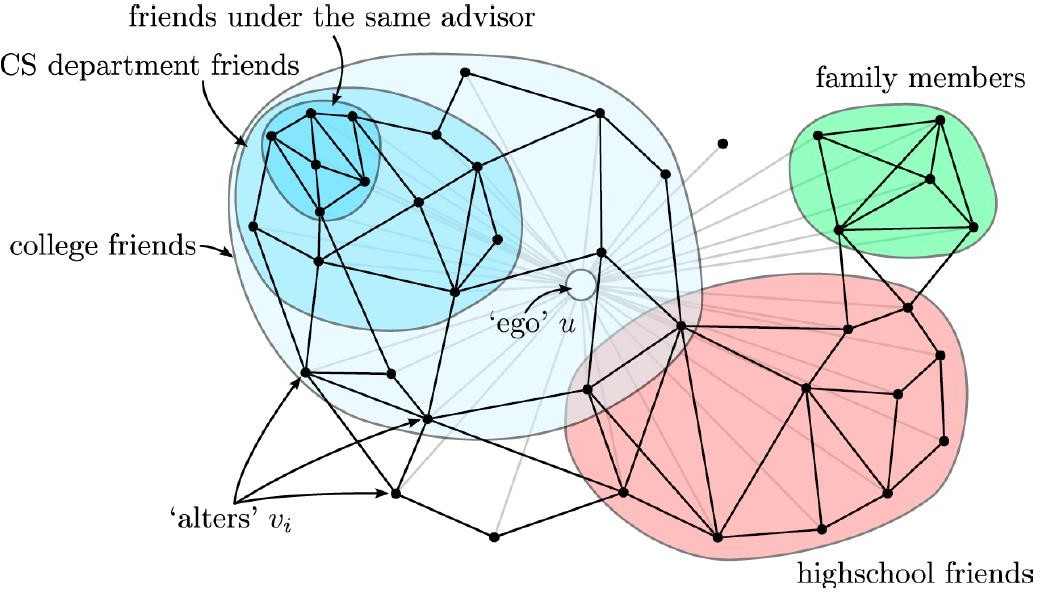 friends under the same advisor
CS department friends
family members
college friends
‘ego’ u
‘alters’ vᵢ
highschool friends